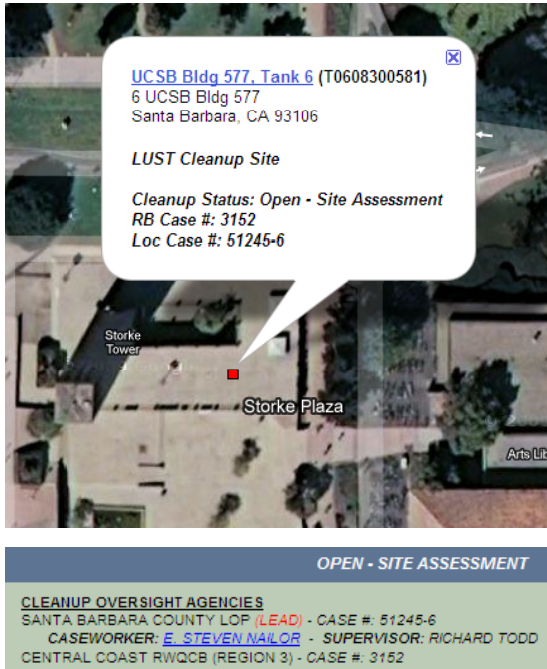 UCSB Bldg 577, Tank 6 (T0608300581)
6 UCSB Bldg 577
Santa Barbara, CA 93106
LUST Cleanup Site
Cleanup Status: Open - Site Assessment
RB Case #: 3152
Loc Case #: 51245-6
Storke
Tower
Storke Plaza
Arts Lib
OPEN - SITE ASSESSMENT
CLEANUP OVERSIGHT AGENCIES
SANTA BARBARA COUNTY LOP (LEAD) - CASE #: 51245-6
CASEWORKER: E. STEVEN NAILOR - SUPERVISOR: RICHARD TODD
CENTRAL COAST RWQCB (REGION 3) - CASE #: 3152